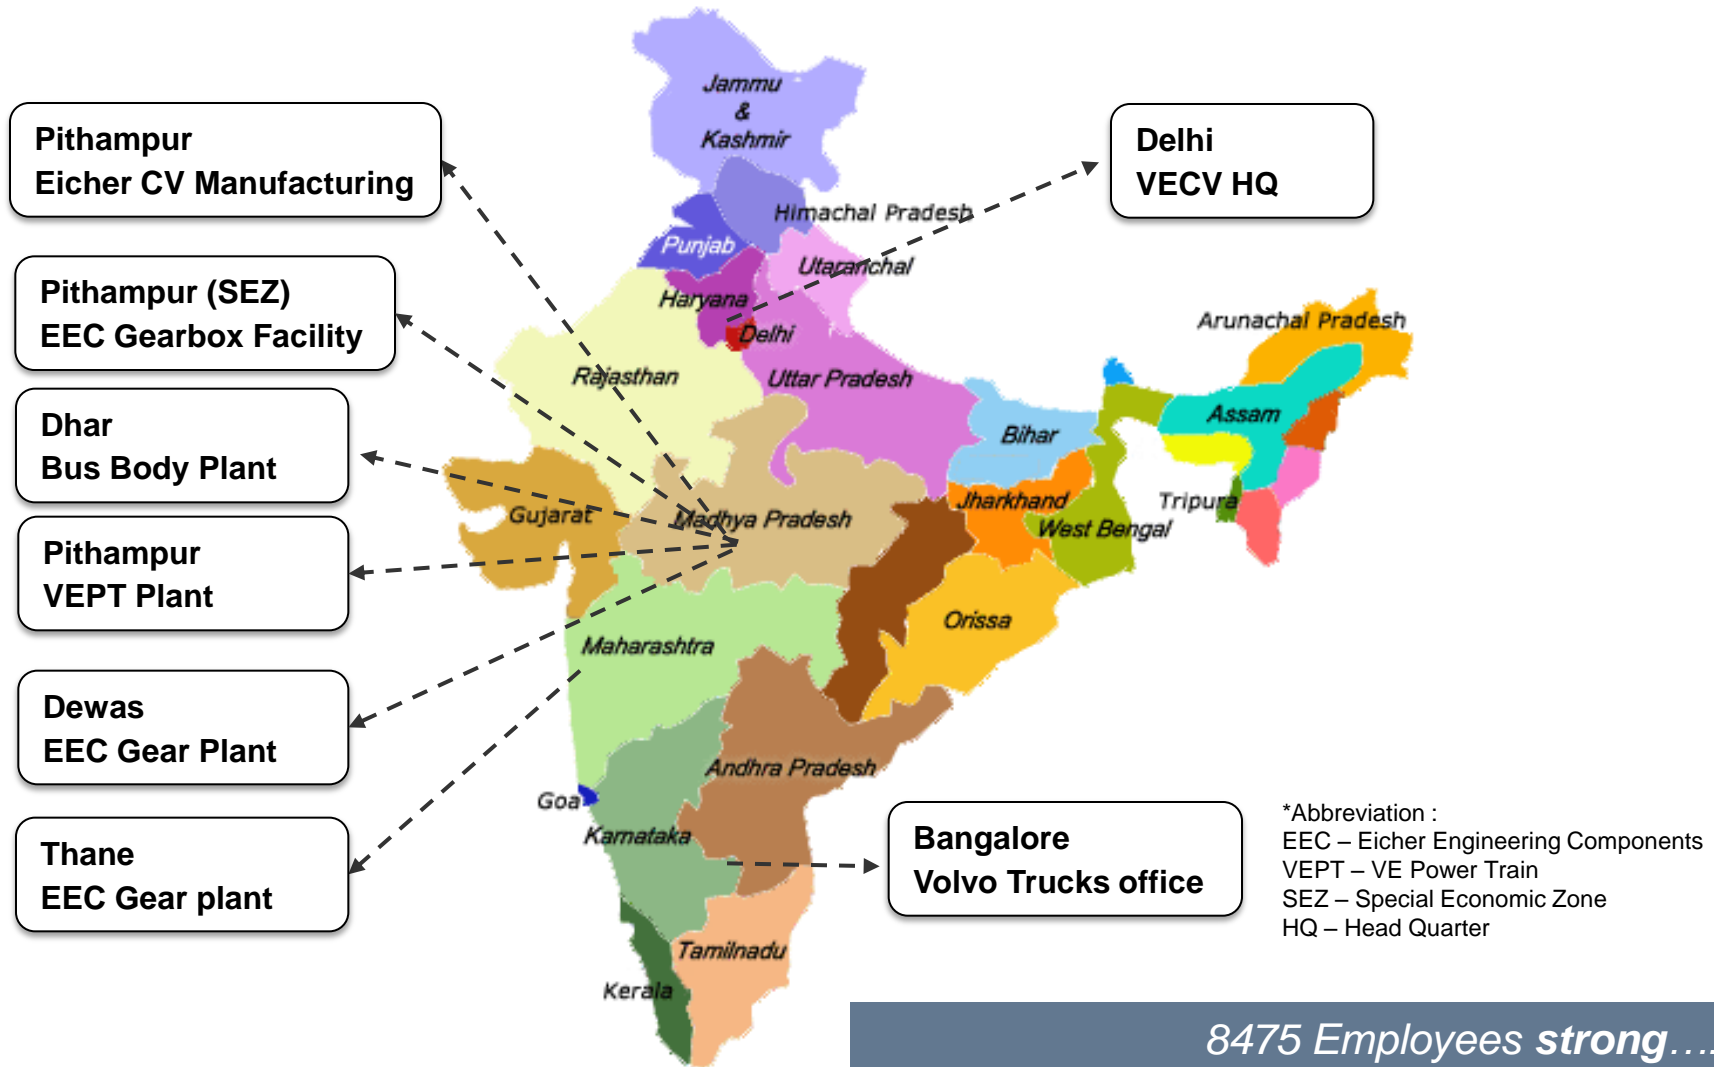 Pithampur
Eicher CV Manufacturing
Pithampur (SEZ)
EEC Gearbox Facility
Dhar
Bus Body Plant
Pithampur
VEPT Plant
Dewas
EEC Gear Plant
Thane
EEC Gear plant
Jammu
&
Kashmir
Himachal Pradesh
Punjab
Utaranchal
Haryana
Delhi
Rajasthan
Uttar Pradesh
Arunachal Pradesh
Assam
Bihar
Gujarat
Madhya Pradesh
Jharkhand
West Bengal
Tripura
Maharashtra
Orissa
Andhra Pradesh
Goa
Karnataka
Tamilnadu
Kerala
Delhi
VECV HQ
Bangalore
Volvo Trucks office
*Abbreviation :
EEC – Eicher Engineering Components
VEPT – VE Power Train
SEZ – Special Economic Zone
HQ – Head Quarter
8475 Employees strong….